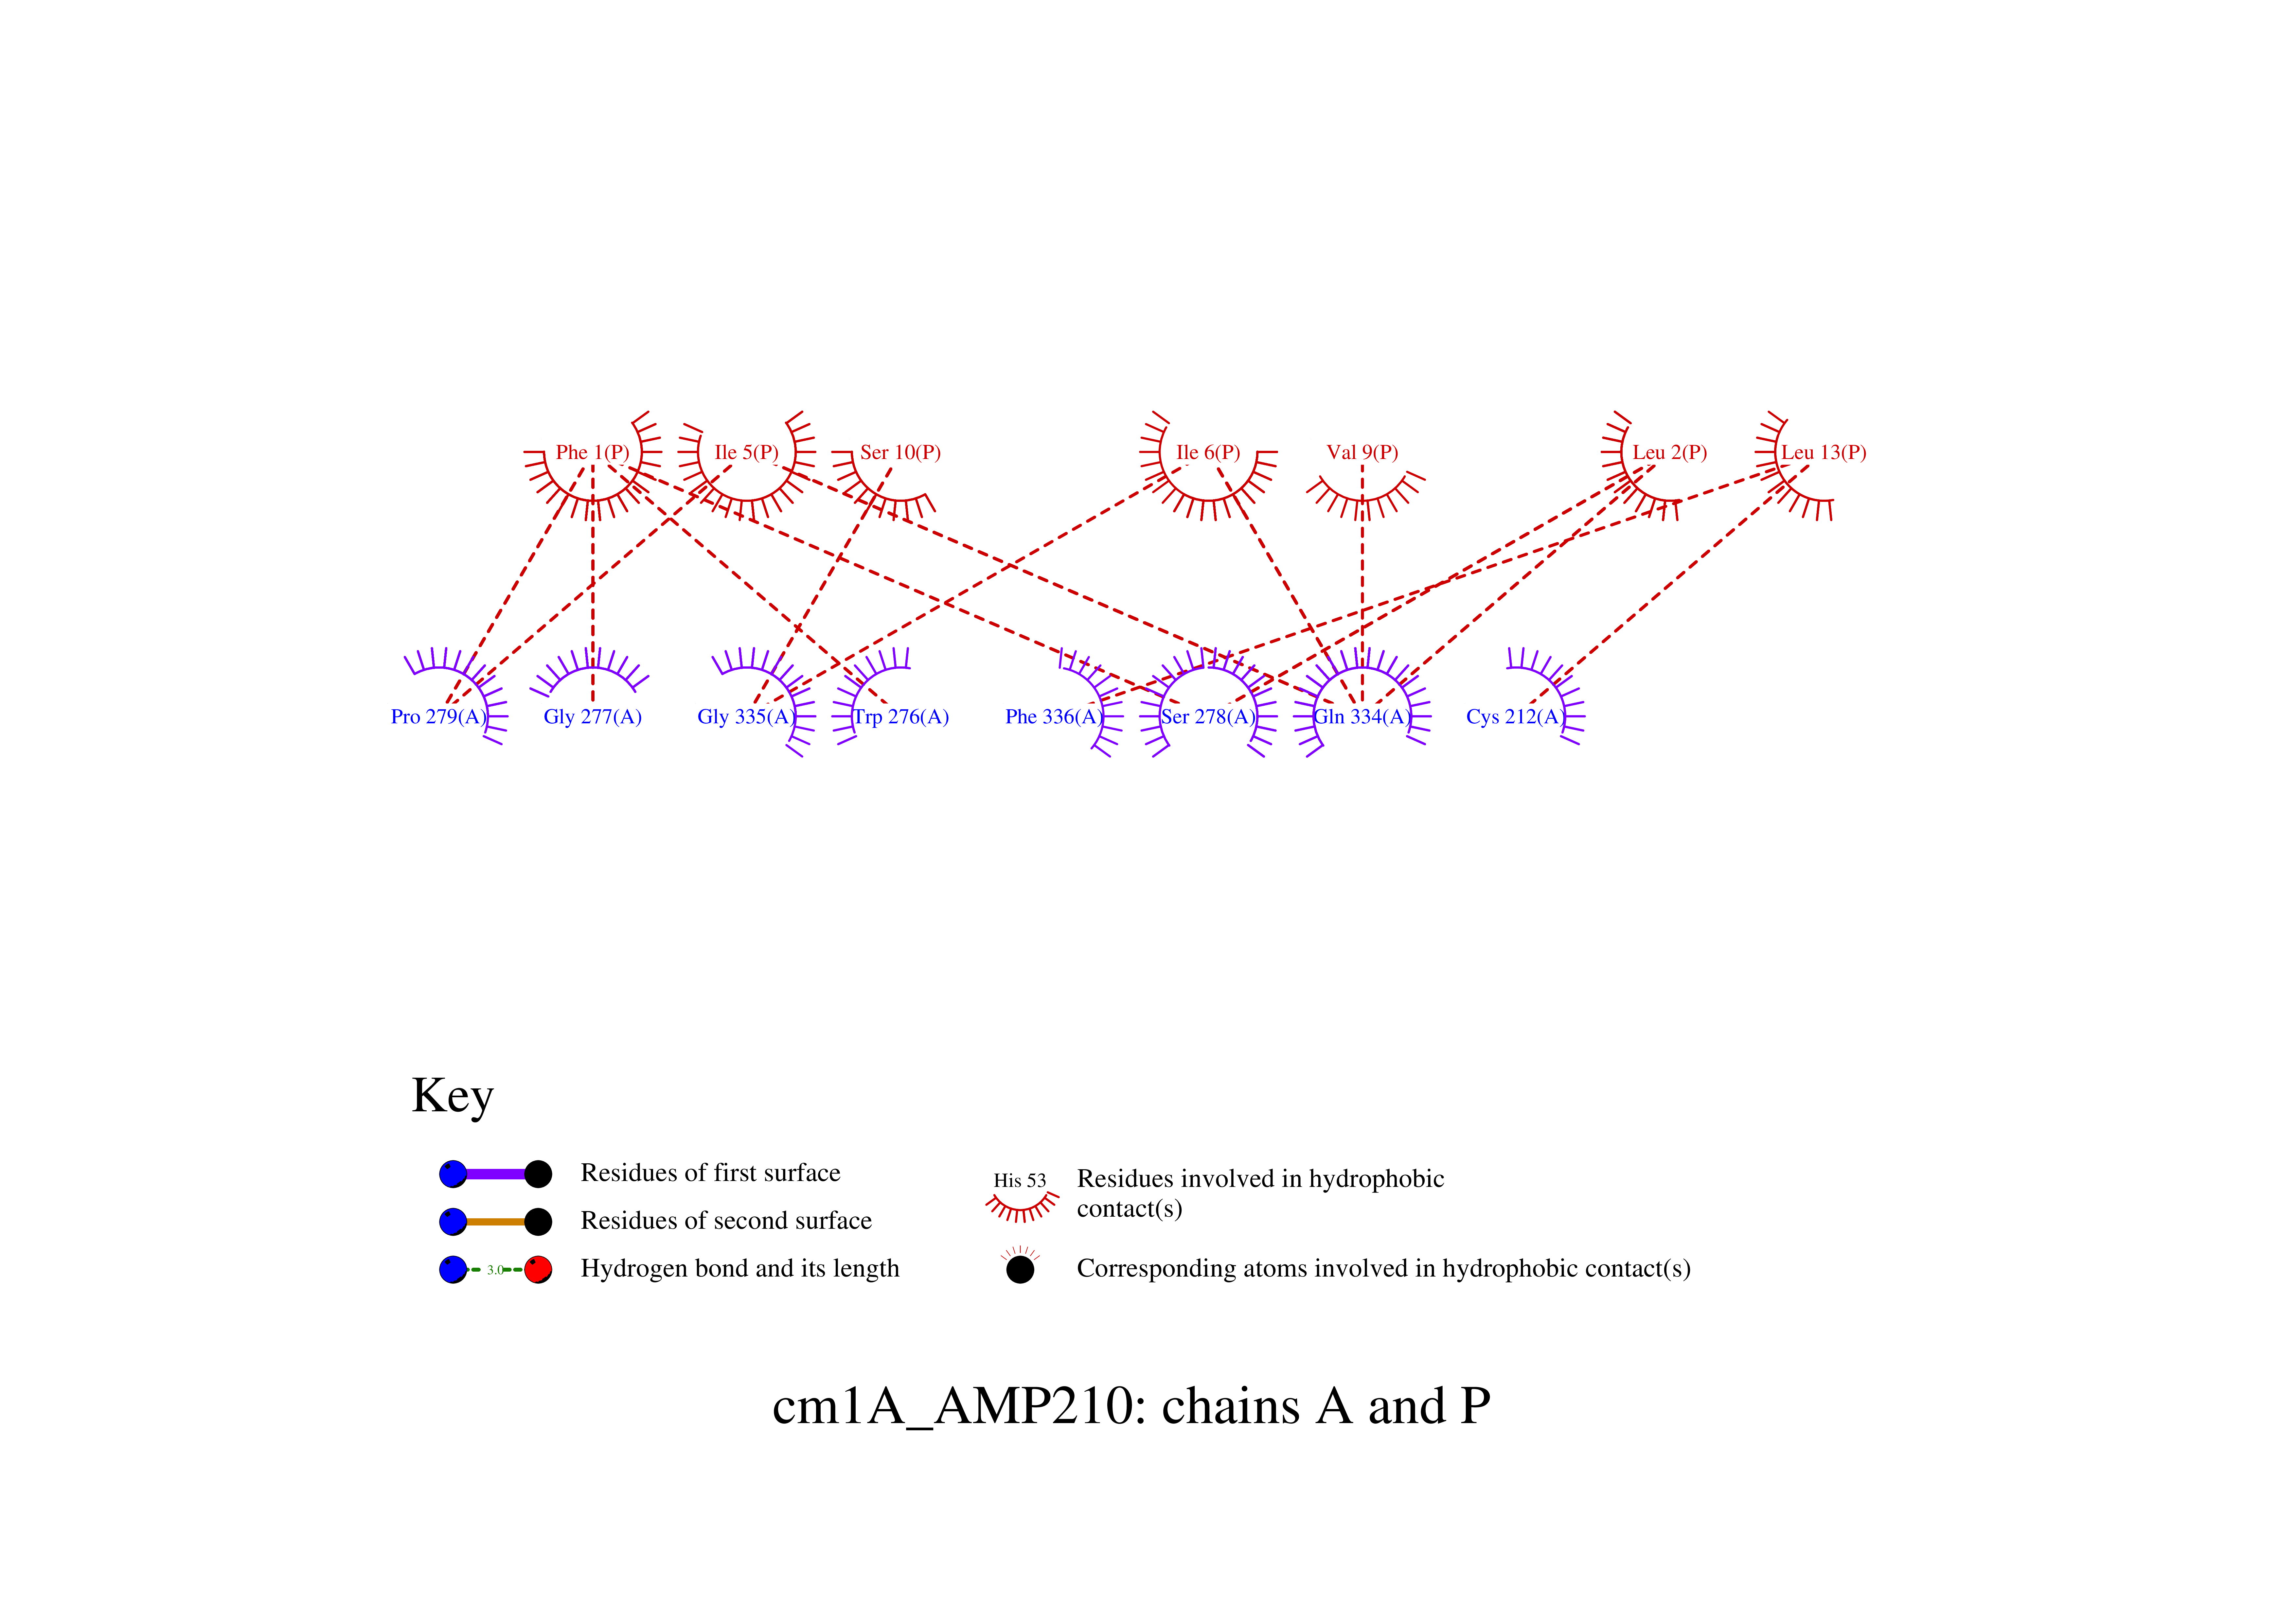 Phe 1(P) Ile 5(P) Ser 10(P) Ile 6(P) Val 9(P) Leu 2(P) Leu 13(P)
Pro 279(A) Gly 277(A) Gly 335(A) Trp 276(A) Phe 336(A) Ser 278(A) Gln 334(A) Cys 212(A)
Key
Residues of first surface
Residues of second surface
3.0 Hydrogen bond and its length
His 53 Residues involved in hydrophobic
contact(s)
Corresponding atoms involved in hydrophobic contact(s)
cm1A_AMP210: chains A and P